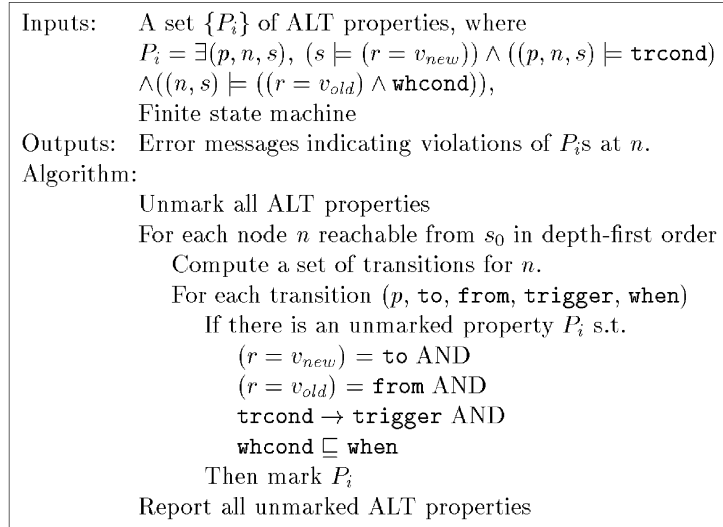 Inputs: A set {P_i} of ALT properties, where
P_i = ∃(p, n, s), (s ⊨ (r = v_new)) ∧ ((p, n, s) ⊨ trcond)
∧((n, s) ⊨ ((r = v_old) ∧ whcond)),
Finite state machine
Outputs: Error messages indicating violations of P_is at n.
Algorithm:
Unmark all ALT properties
For each node n reachable from s_0 in depth-first order
Compute a set of transitions for n.
For each transition (p, to, from, trigger, when)
If there is an unmarked property P_i s.t.
(r = v_new) = to AND
(r = v_old) = from AND
trcond → trigger AND
whcond ⊑ when
Then mark P_i
Report all unmarked ALT properties